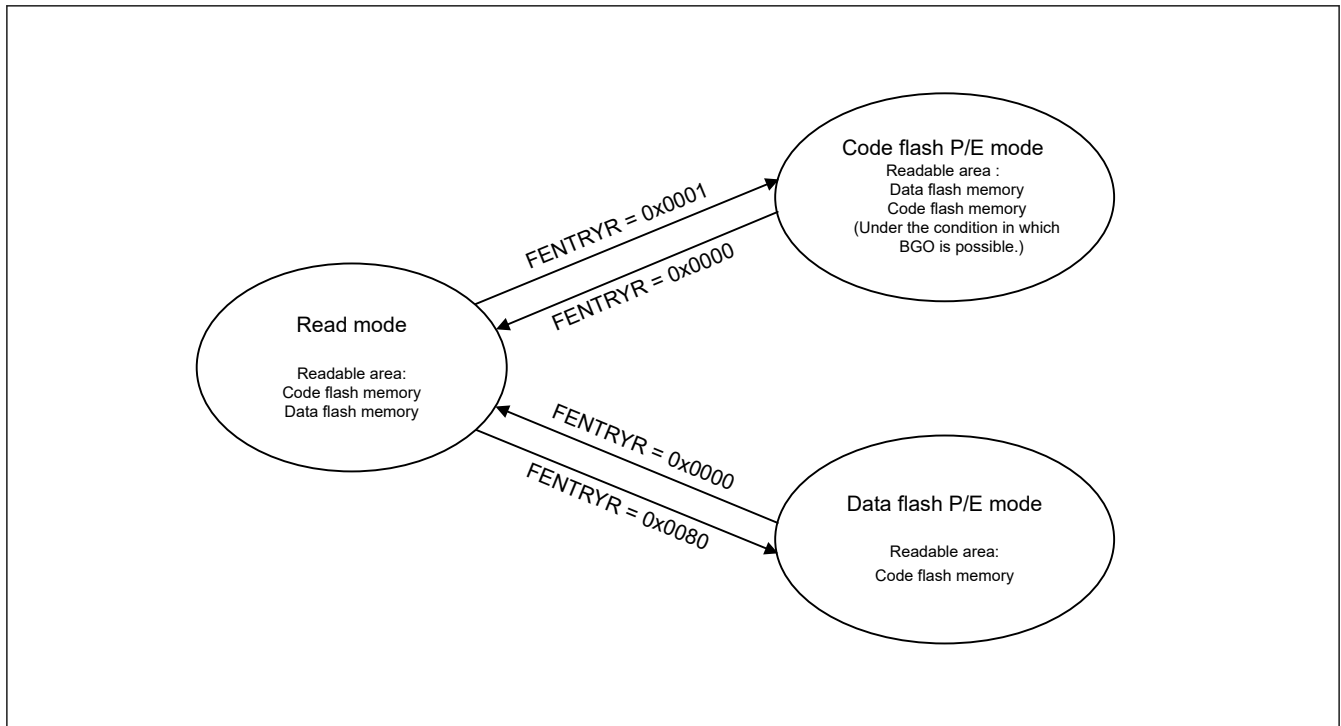 Code flash P/E mode
Readable area :
Data flash memory
Code flash memory
(Under the condition in which
BGO is possible.)
FENTRYR = 0x0001
FENTRYR = 0x0000
Read mode
Readable area:
Code flash memory
Data flash memory
FENTRYR = 0x0000
FENTRYR = 0x0080
Data flash P/E mode
Readable area:
Code flash memory